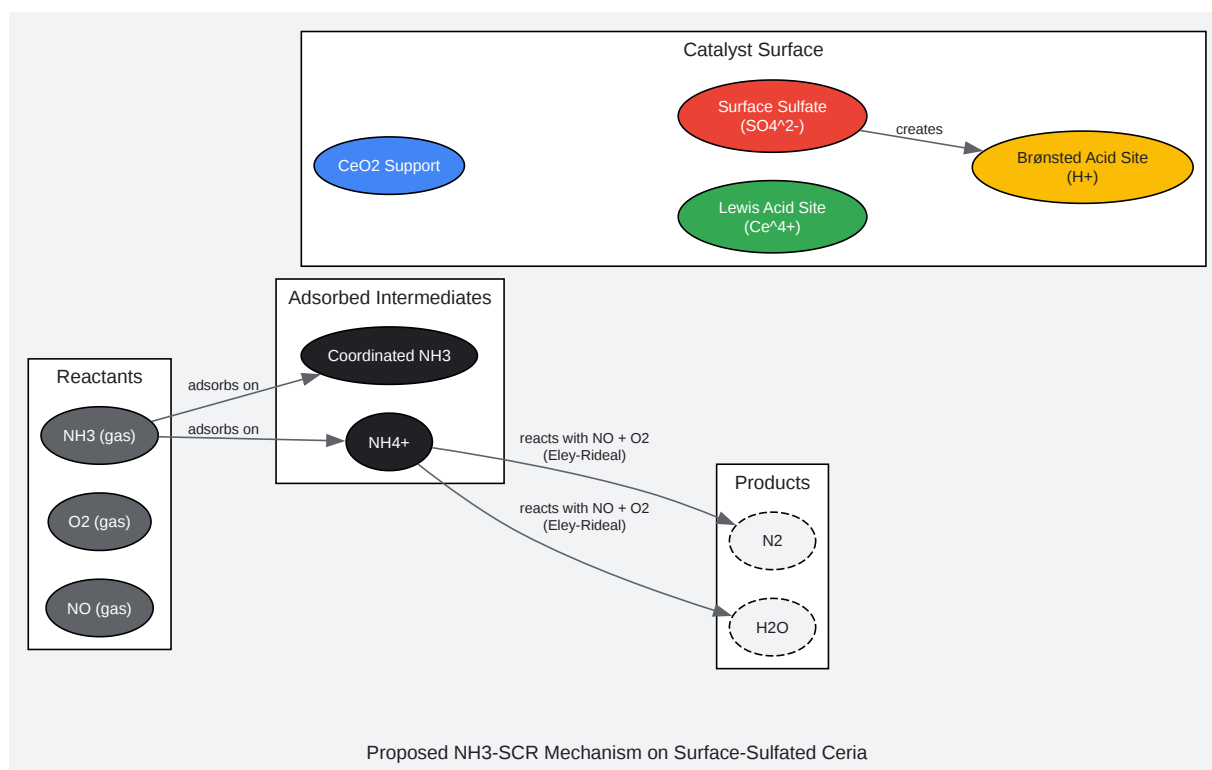 Catalyst Surface
Surface Sulfate
(SO4^2-)
creates
Brønsted Acid Site
(H+)
CeO2 Support
Lewis Acid Site
(Ce^4+)
Adsorbed Intermediates
Coordinated NH3
NH4+
Reactants
NH3 (gas)
O2 (gas)
NO (gas)
adsorbs on
adsorbs on
reacts with NO + O2
(Eley-Rideal)
reacts with NO + O2
(Eley-Rideal)
Products
N2
H2O
Proposed NH3-SCR Mechanism on Surface-Sulfated Ceria